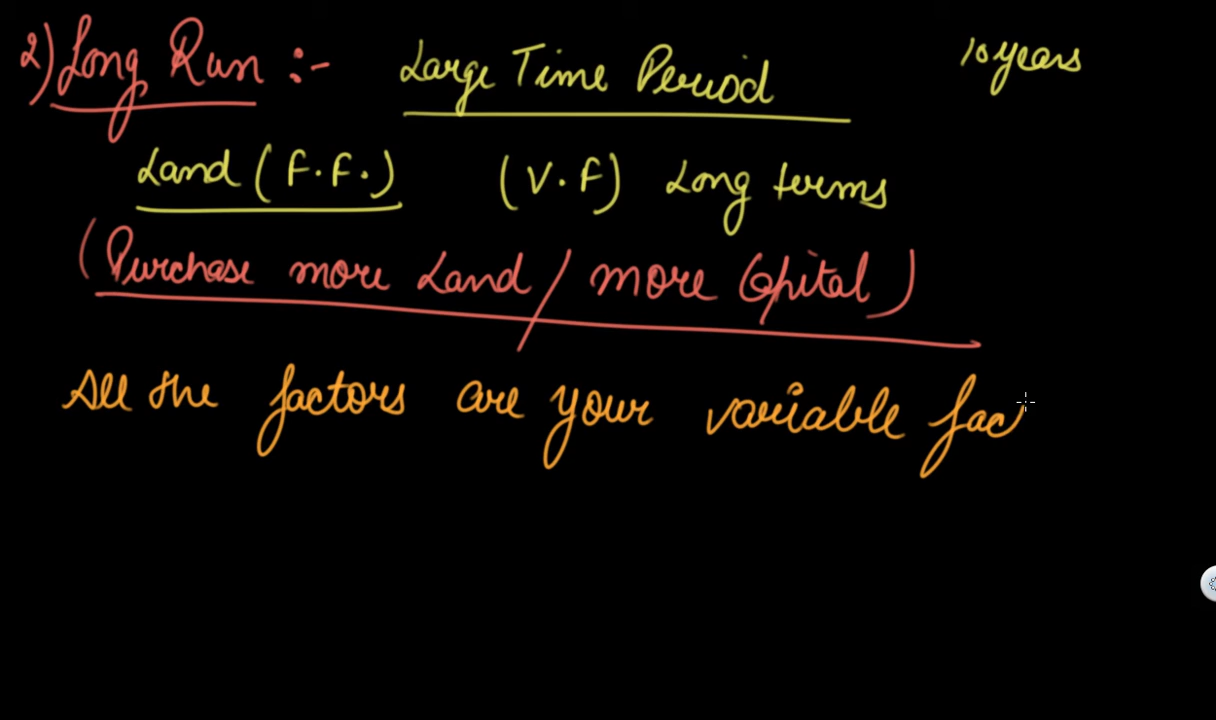 2) Long Run :- Large Time Period 10 years
Land (F.F.) (V.F) Long terms
(Purchase more Land / more Capital)
All the factors are your variable fac